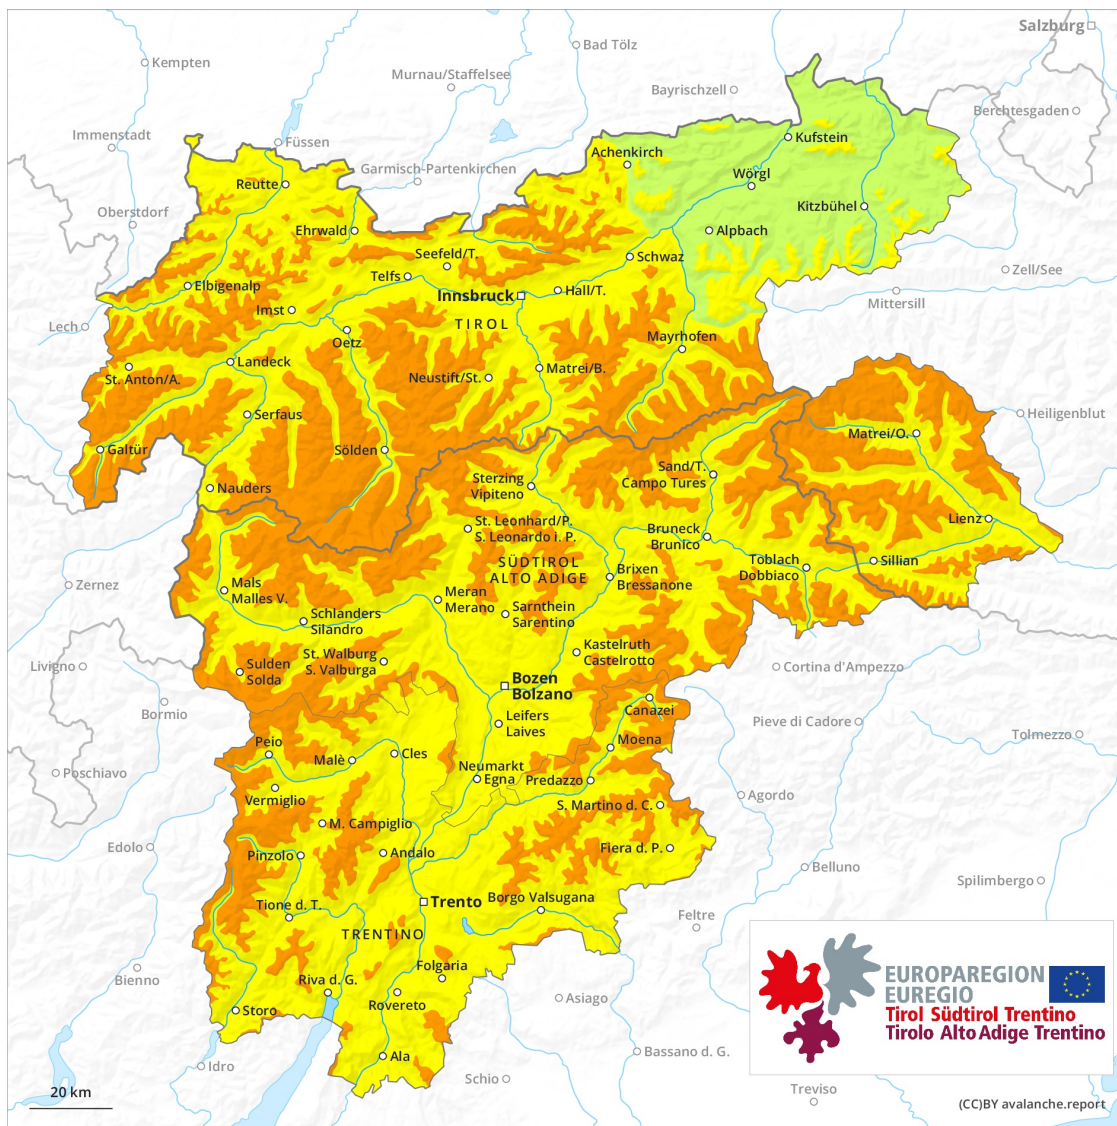 Salzburg
Bad Tölz
Kempten
Murnau/Staffelsee
Bayrischzell
Berchtesgaden
Immenstadt
Füssen
Kufstein
Achenkirch
Garmisch-Partenkirchen
Wörgl
Reutte
Kitzbühel
Oberstdorf
Ehrwald
Alpbach
Seefeld/T.
Schwaz
Telfs
Zell/See
Elbigenalp
Innsbruck
Hall/T.
Mittersill
Imst
TIROL
Lech
Oetz
Mayrhofen
Landeck
Matrei/B.
St. Anton/A.
Neustift/St.
Serfaus
Heiligenblut
Matrei/O.
Galtür
Sölden
Sand/T.
Campo Tures
Sterzing
Vipiteno
Nauders
Lienz
St. Leonhard/P.
S. Leonardo i. P.
Bruneck
Brunico
SÜDTIROL
ALTO ADIGE
Toblach
Dobbiaco
Sillian
Brixen
Bressanone
Zernez
Mals
Malles V.
Meran
Merano
Sarnthein
Sarentino
Schlanders
Silandro
Kastelruth
Castelrotto
St. Walburg
S. Valburga
Livigno
Sulden
Solda
Cortina d'Ampezzo
Bozen
Bolzano
Bormio
Canazei
Leifers
Laives
Pieve di Cadore
Tolmezzo
Moena
Peio
Cles
Malè
Poschiavo
Neumarkt
Egna
Predazzo
Vermiglio
S. Martino d. C.
Agordo
M. Campiglio
Edolo
Pinzolo
Andalo
Fiera d. P.
Belluno
Spilimbergo
Borgo Valsugana
Trento
Tione d. T.
Feltre
TRENTINO
Folgaria
Bienno
Riva d. G.
Rovereto
Asiago
Storo
EUROPAREGION
EUREGIO
Tirol Südtirol Trentino
Tirolo Alto Adige Trentino
Ala
Bassano d. G.
Idro
Schio
Treviso
20 km
(CC)BY avalanche.report